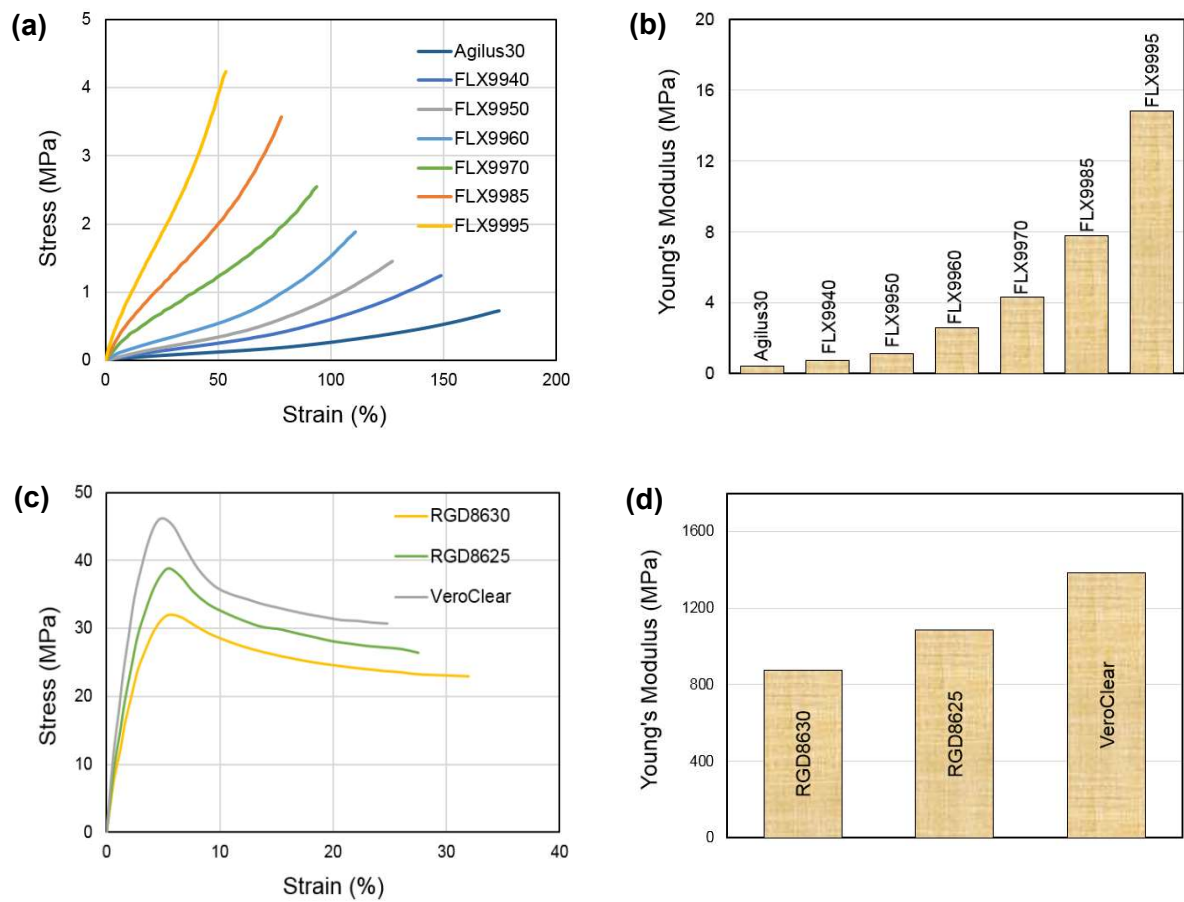 (a)
Stress (MPa)
5
4
3
2
1
0
0 50 100 150 200
Strain (%)
Agilus30
FLX9940
FLX9950
FLX9960
FLX9970
FLX9985
FLX9995
(b)
Young's Modulus (MPa)
20
16
12
8
4
0
Agilus30
FLX9940
FLX9950
FLX9960
FLX9970
FLX9985
FLX9995
(c)
Stress (MPa)
50
40
30
20
10
0
0 10 20 30 40
Strain (%)
RGD8630
RGD8625
VeroClear
(d)
Young's Modulus (MPa)
1600
1200
800
400
0
RGD8630
RGD8625
VeroClear